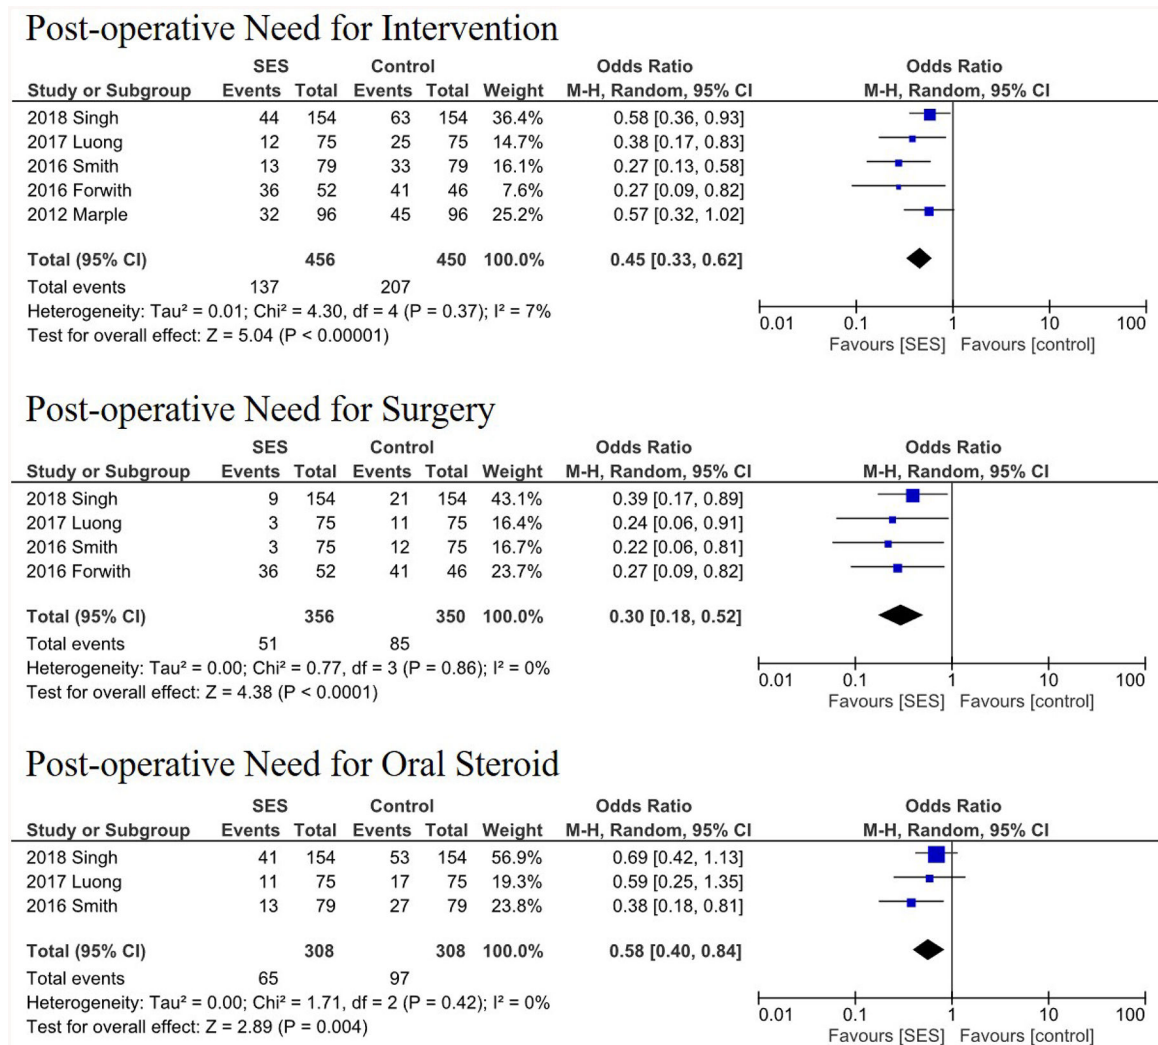 Post-operative Need for Intervention
SES Control Odds Ratio Odds Ratio
Study or Subgroup Events Total Events Total Weight M-H, Random, 95% CI M-H, Random, 95% CI
2018 Singh 44 154 63 154 36.4% 0.58 [0.36, 0.93]
2017 Luong 12 75 25 75 14.7% 0.38 [0.17, 0.83]
2016 Smith 13 79 33 79 16.1% 0.27 [0.13, 0.58]
2016 Forwith 36 52 41 46 7.6% 0.27 [0.09, 0.82]
2012 Marple 32 96 45 96 25.2% 0.57 [0.32, 1.02]
Total (95% CI) 456 450 100.0% 0.45 [0.33, 0.62]
Total events 137 207
Heterogeneity: Tau² = 0.01; Chi² = 4.30, df = 4 (P = 0.37); I² = 7%
Test for overall effect: Z = 5.04 (P < 0.00001)
0.01 0.1 1 10 100
Favours [SES] Favours [control]
Post-operative Need for Surgery
SES Control Odds Ratio Odds Ratio
Study or Subgroup Events Total Events Total Weight M-H, Random, 95% CI M-H, Random, 95% CI
2018 Singh 9 154 21 154 43.1% 0.39 [0.17, 0.89]
2017 Luong 3 75 11 75 16.4% 0.24 [0.06, 0.91]
2016 Smith 3 75 12 75 16.7% 0.22 [0.06, 0.81]
2016 Forwith 36 52 41 46 23.7% 0.27 [0.09, 0.82]
Total (95% CI) 356 350 100.0% 0.30 [0.18, 0.52]
Total events 51 85
Heterogeneity: Tau² = 0.00; Chi² = 0.77, df = 3 (P = 0.86); I² = 0%
Test for overall effect: Z = 4.38 (P < 0.0001)
0.01 0.1 1 10 100
Favours [SES] Favours [control]
Post-operative Need for Oral Steroid
SES Control Odds Ratio Odds Ratio
Study or Subgroup Events Total Events Total Weight M-H, Random, 95% CI M-H, Random, 95% CI
2018 Singh 41 154 53 154 56.9% 0.69 [0.42, 1.13]
2017 Luong 11 75 17 75 19.3% 0.59 [0.25, 1.35]
2016 Smith 13 79 27 79 23.8% 0.38 [0.18, 0.81]
Total (95% CI) 308 308 100.0% 0.58 [0.40, 0.84]
Total events 65 97
Heterogeneity: Tau² = 0.00; Chi² = 1.71, df = 2 (P = 0.42); I² = 0%
Test for overall effect: Z = 2.89 (P = 0.004)
0.01 0.1 1 10 100
Favours [SES] Favours [control]